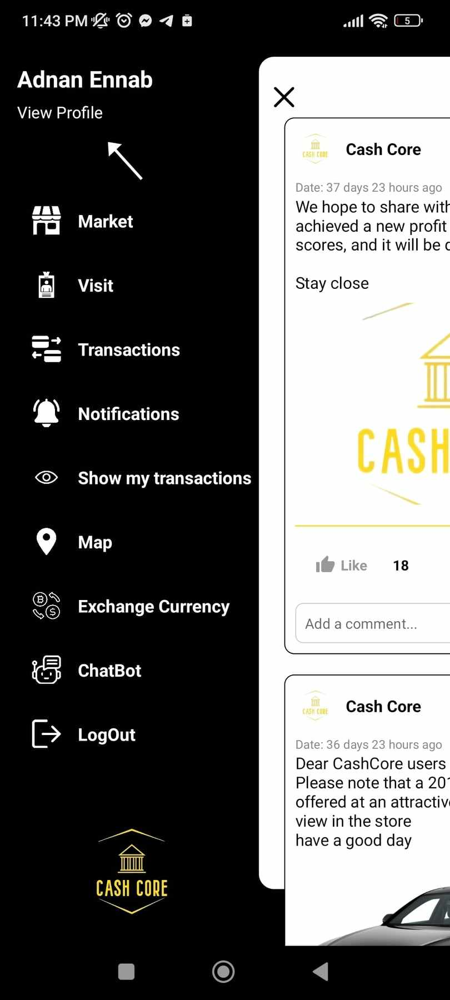 11:43 PM
5
Adnan Ennab
View Profile
Market
Visit
Transactions
Notifications
Show my transactions
Map
Exchange Currency
ChatBot
LogOut
CASH CORE
CASH CORE
Cash Core
Date: 37 days 23 hours ago
We hope to share with
achieved a new profit
scores, and it will be
Stay close
CASH
Like 18
Add a comment...
CASH CORE
Cash Core
Date: 36 days 23 hours ago
Dear CashCore users
Please note that a 201
offered at an attractive
view in the store
have a good day